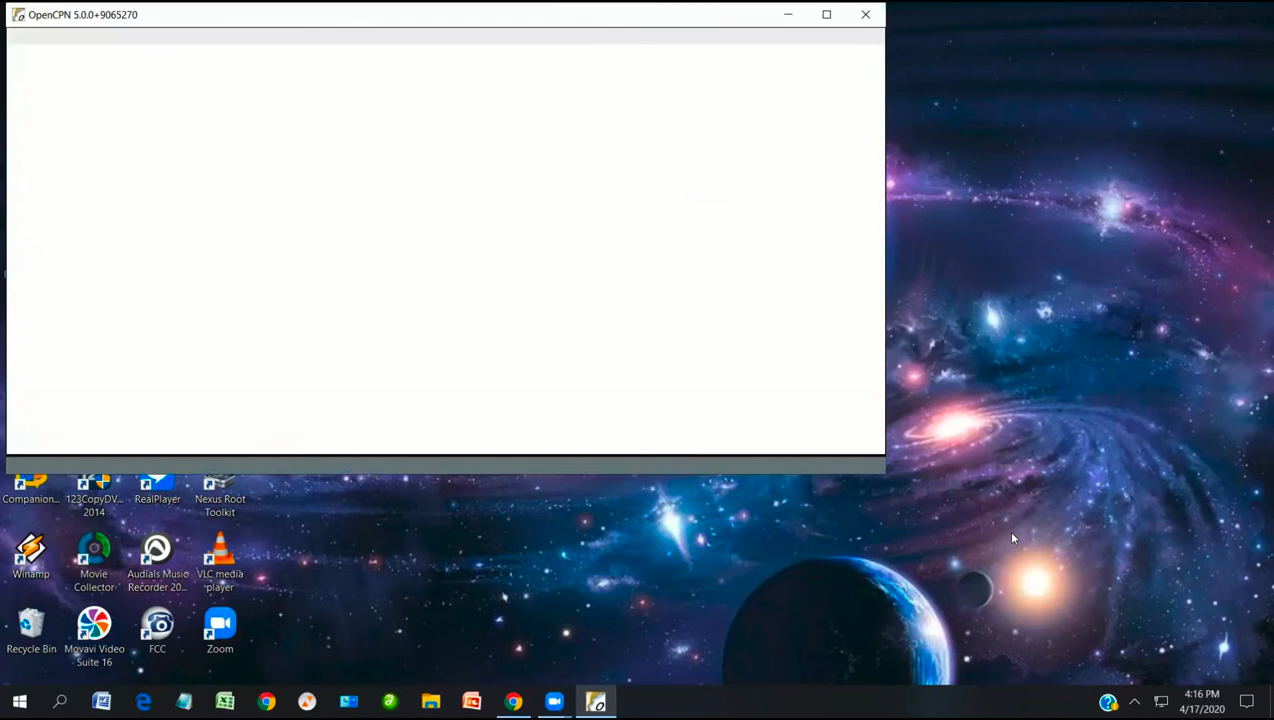 OpenCPN 5.0.0+9065270
Companion...
123CopyDV...
2014
RealPlayer
Nexus Root
Toolkit
Winamp
Movie
Collector
Audials Music
Recorder 20...
VLC media
player
Recycle Bin
Movavi Video
Suite 16
FCC
Zoom
4:16 PM
4/17/2020